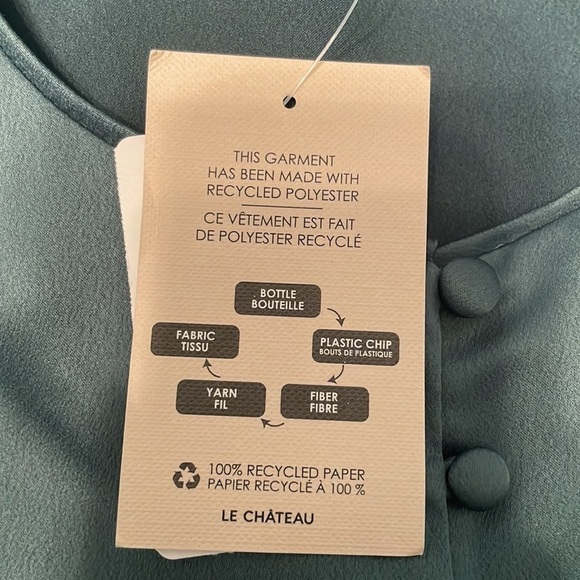 THIS GARMENT
HAS BEEN MADE WITH
RECYCLED POLYESTER
CE VÊTEMENT EST FAIT
DE POLYESTER RECYCLÉ
BOTTLE
BOUTEILLE
PLASTIC CHIP
BOUTS DE PLASTIQUE
FIBER
FIBRE
YARN
FIL
FABRIC
TISSU
100% RECYCLED PAPER
PAPIER RECYCLÉ À 100 %
LE CHÂTEAU